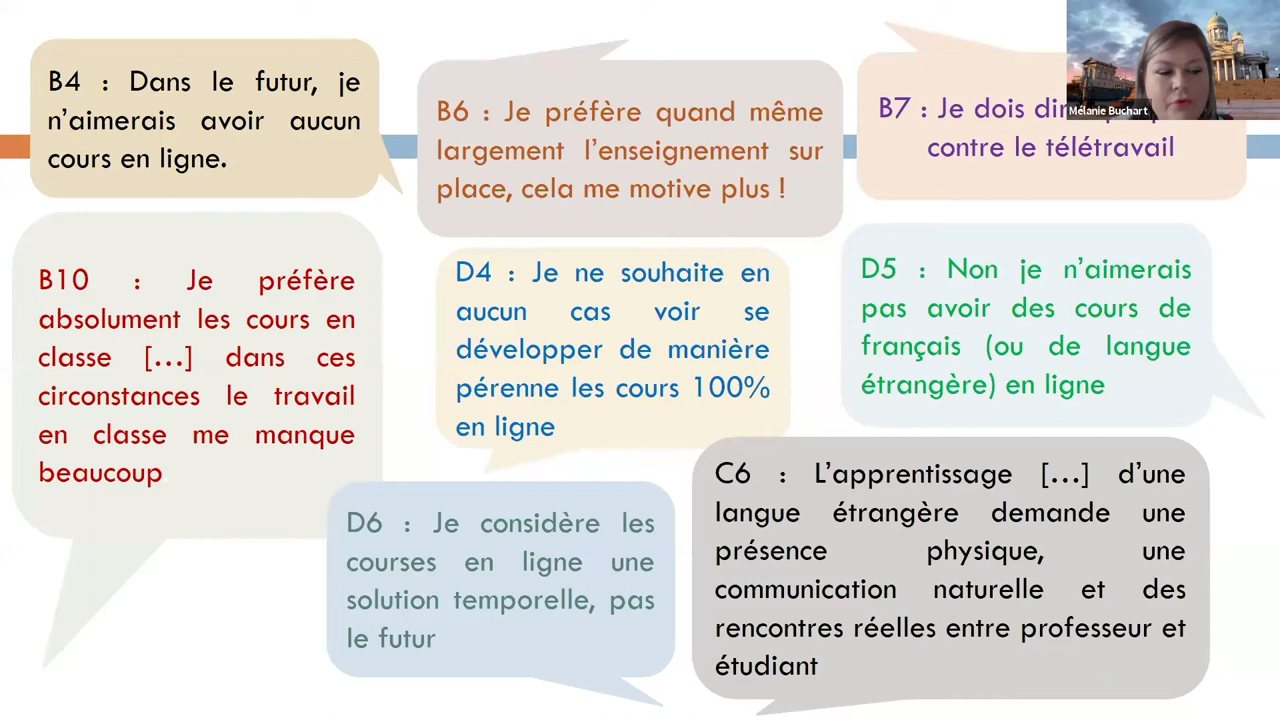 B4 : Dans le futur, je
n'aimerais avoir aucun
cours en ligne.
B6 : Je préfère quand même
largement l'enseignement sur
place, cela me motive plus !
B7 : Je dois
contre le télétravail
Mélanie Buchart
B10 : Je préfère
absolument les cours en
classe […] dans ces
circonstances le travail
en classe me manque
beaucoup
D4 : Je ne souhaite en
aucun cas voir se
développer de manière
pérenne les cours 100%
en ligne
D5 : Non je n'aimerais
pas avoir des cours de
français (ou de langue
étrangère) en ligne
D6 : Je considère les
courses en ligne une
solution temporelle, pas
le futur
C6 : L'apprentissage […] d'une
langue étrangère demande une
présence physique, une
communication naturelle et des
rencontres réelles entre professeur et
étudiant